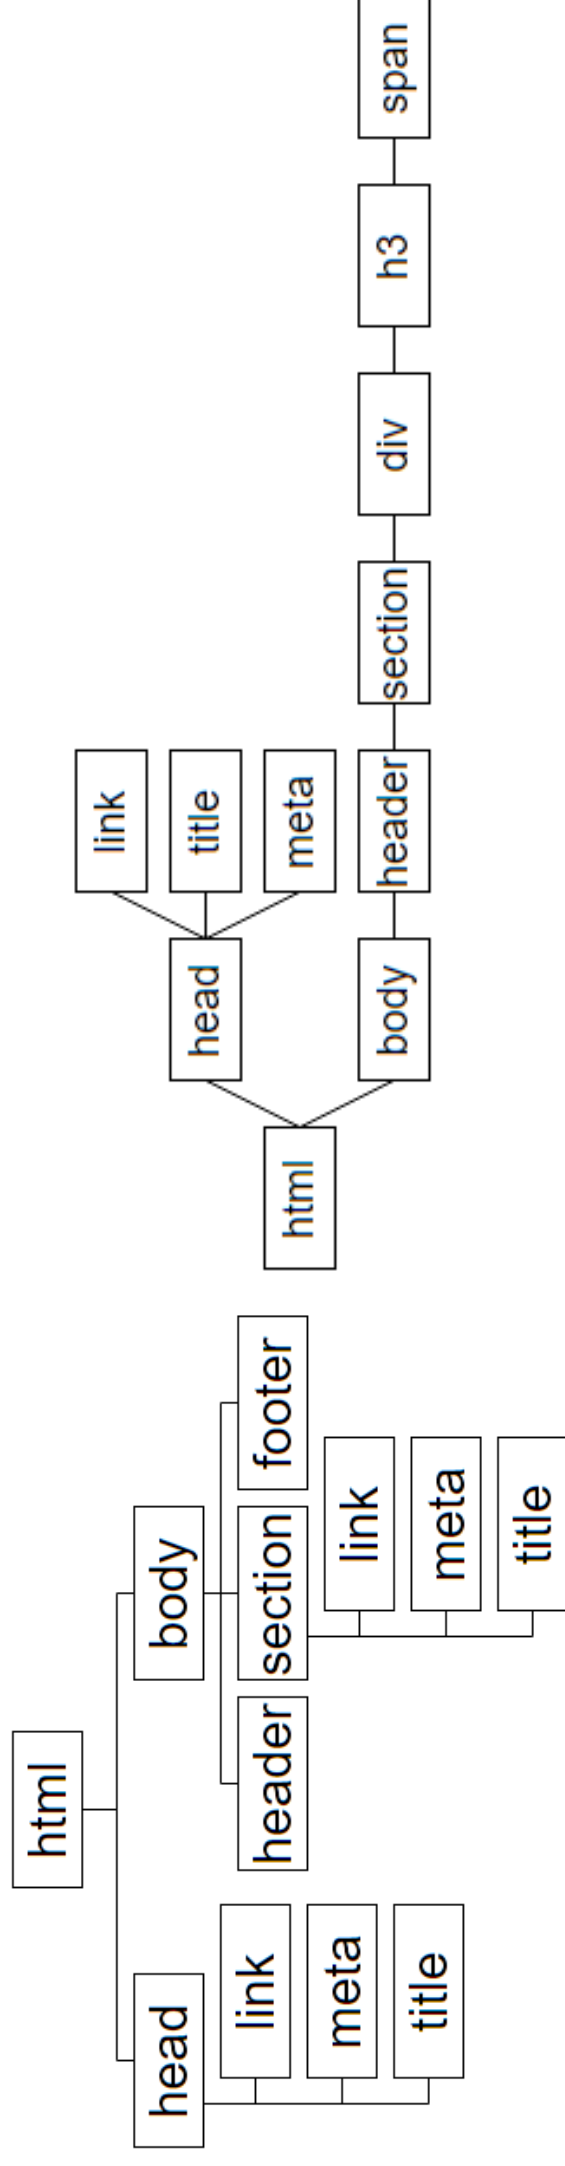 html
head
body
link
meta
title
header
section
footer
link
meta
title
html
head
body
link
title
meta
header
section
div
h3
span